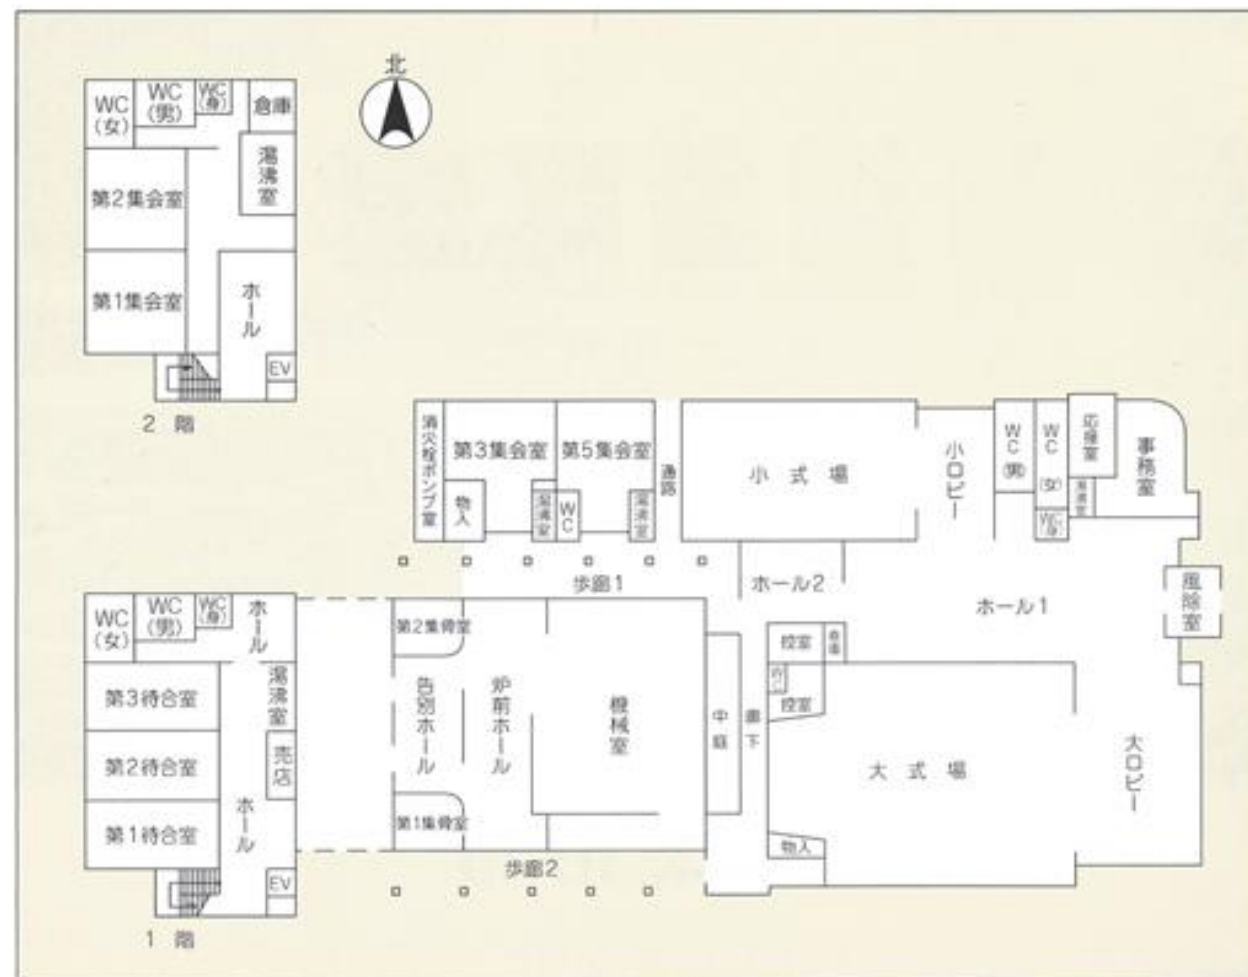 北
WC
(女)
WC
(男)
WC
(身)
倉庫
湯沸室
第2集会室
第1集会室
ホール
EV
2 階
消火栓ポンプ室
第3集会室
第5集会室
物入
湯沸室
WC
湯沸室
通路
小 式 場
小ロビー
WC
(男)
WC
(女)
WC(身)
応接室
湯沸室
事務室
歩廊1
ホール2
ホール1
風除室
WC
(女)
WC
(男)
WC
(身)
ホール
第3待合室
湯沸室
第2待合室
売店
第1待合室
ホール
EV
1 階
第2集骨室
告別ホール
炉前ホール
機械室
第1集骨室
歩廊2
中庭
廊下
控室
倉庫
控室
大 式 場
物入
大ロビー